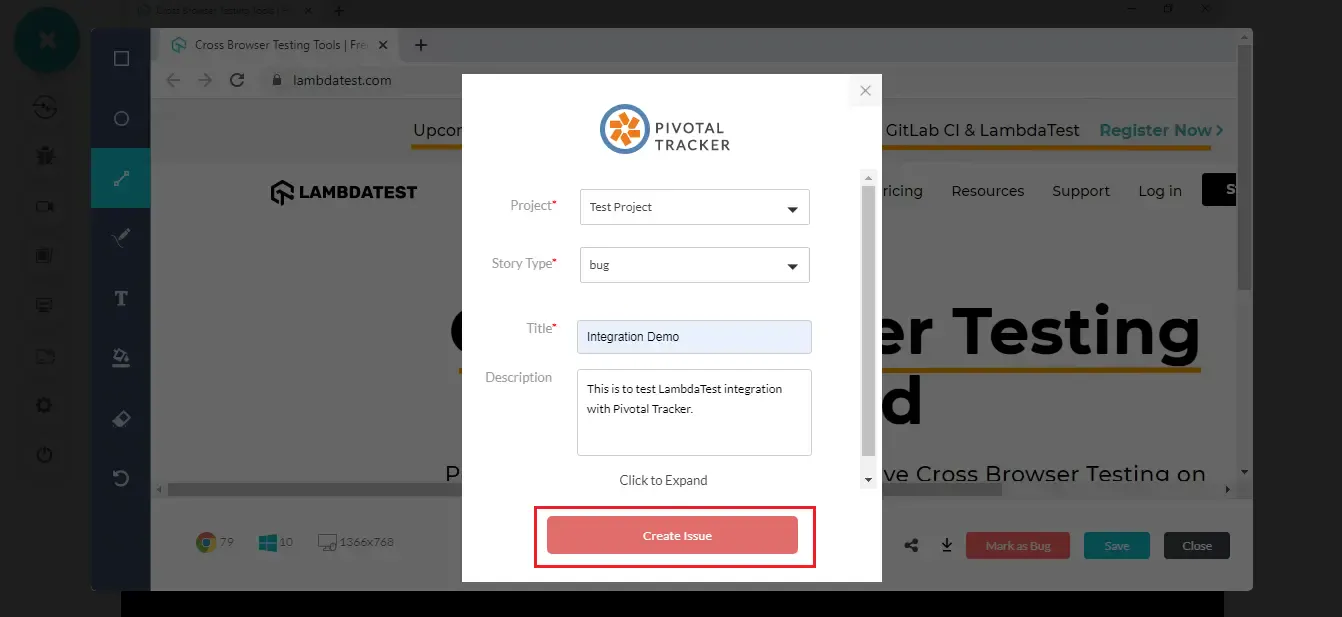 Cross Browser Testing Tools | Fre
lambdatest.com
Upcor
GitLab CI & LambdaTest Register Now >
LAMBDATEST
ricing Resources Support Log in S
er Testing
d
P
ve Cross Browser Testing on
PIVOTAL
TRACKER
Project* Test Project
Story Type* bug
Title* Integration Demo
Description This is to test LambdaTest integration
with Pivotal Tracker.
Click to Expand
Create Issue
T
79 10 1366x768
Mark as Bug Save Close